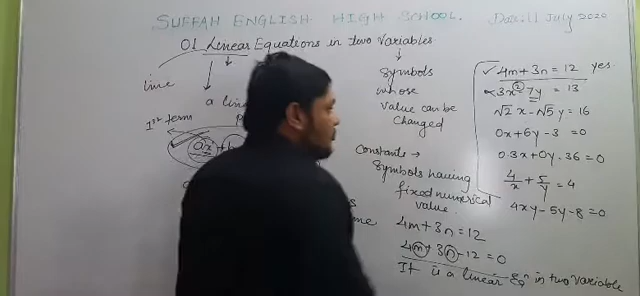 SUFFAH ENGLISH HIGH SCHOOL. Date: 11 July 2020
01 Linear Equations in two Variables
line
a lin
Ist term
ax +
Symbols
whose
value can be
changed
Constants →
Symbols having
fixed numerical
value.
4m + 3n = 12
4m + 3n - 12 = 0
It is a linear Eqn in two Variable
✓ 4m + 3n = 12 yes.
3x² - 7y = 13
√2 x - √5 y = 16
0x + 6y - 3 = 0
0.3x + 0y - 36 = 0
4/x + 5/y = 4
4xy - 5y - 8 = 0